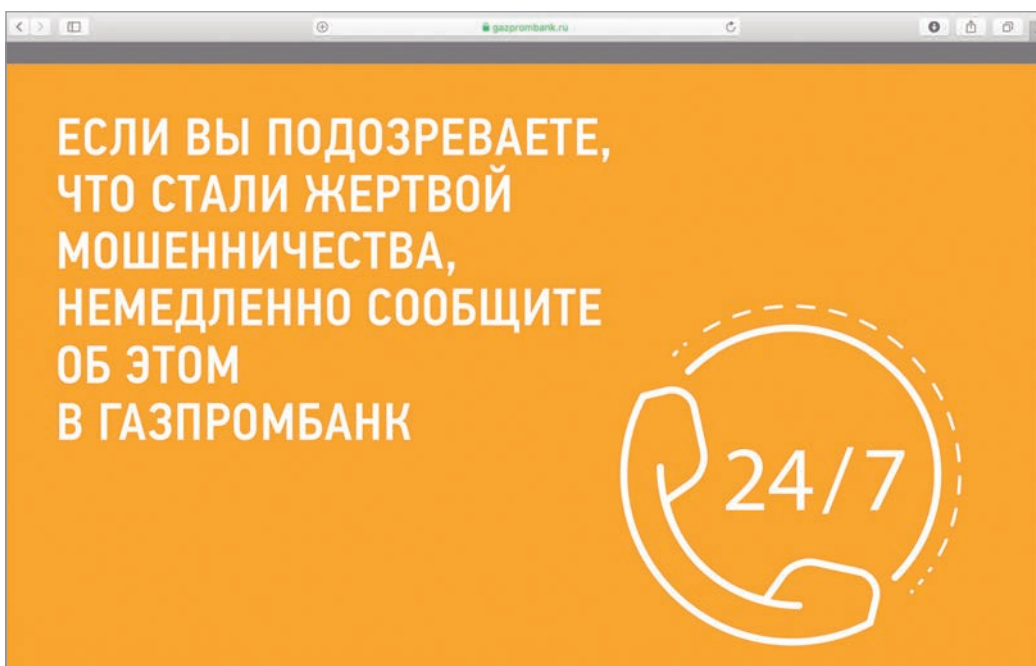 gazprombank.ru
ЕСЛИ ВЫ ПОДОЗРЕВАЕТЕ,
ЧТО СТАЛИ ЖЕРТВОЙ
МОШЕННИЧЕСТВА,
НЕМЕДЛЕННО СООБЩИТЕ
ОБ ЭТОМ
В ГАЗПРОМБАНК
24/7